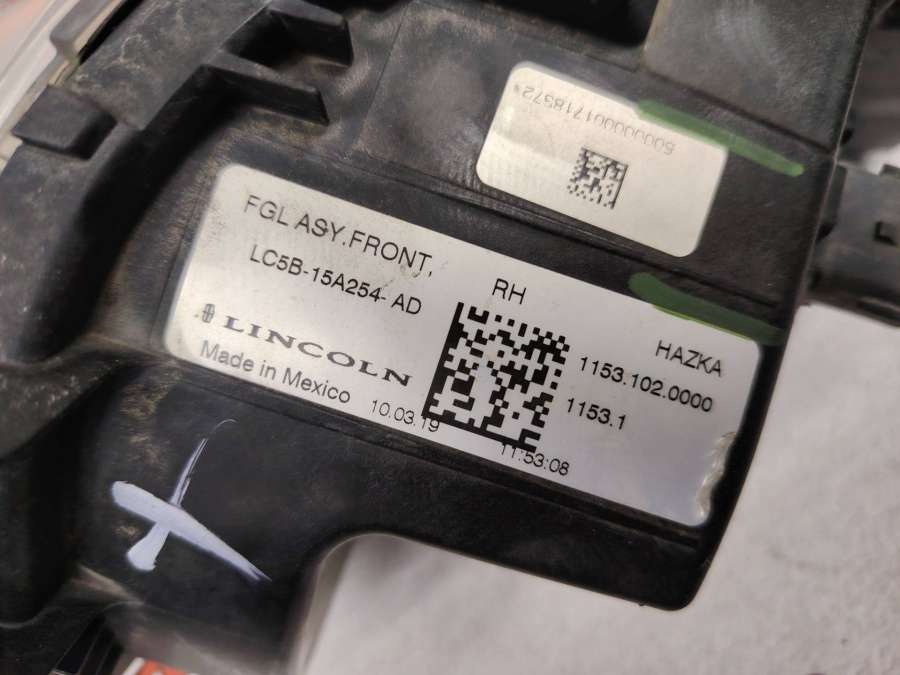 6000000001718372
FGL ASY.FRONT, RH
LC5B-15A254- AD
HAZKA
LINCOLN
1153.102.0000
Made in Mexico
1153.1
10.03.19
11:53:08